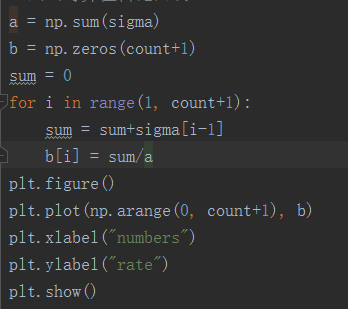 a = np.sum(sigma)
b = np.zeros(count+1)
sum = 0
for i in range(1, count+1):
    sum = sum+sigma[i-1]
    b[i] = sum/a
plt.figure()
plt.plot(np.arange(0, count+1), b)
plt.xlabel("numbers")
plt.ylabel("rate")
plt.show()